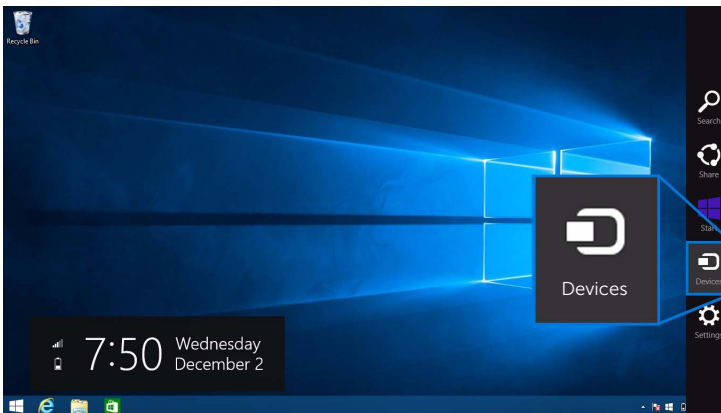 Recycle Bin
Search
Share
Start
Devices
Devices
Settings
7:50
Wednesday
December 2